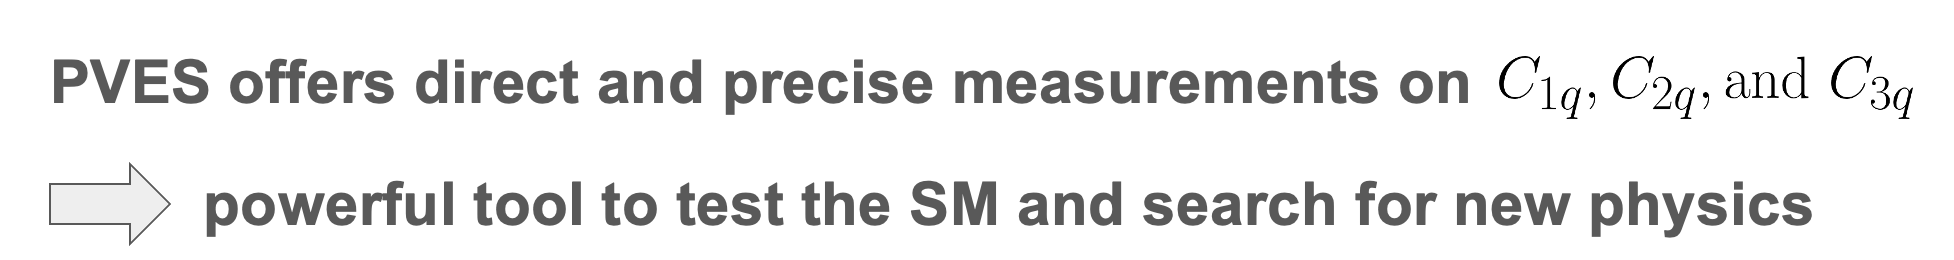 PVES offers direct and precise measurements on C_{1q}, C_{2q}, and C_{3q}
powerful tool to test the SM and search for new physics